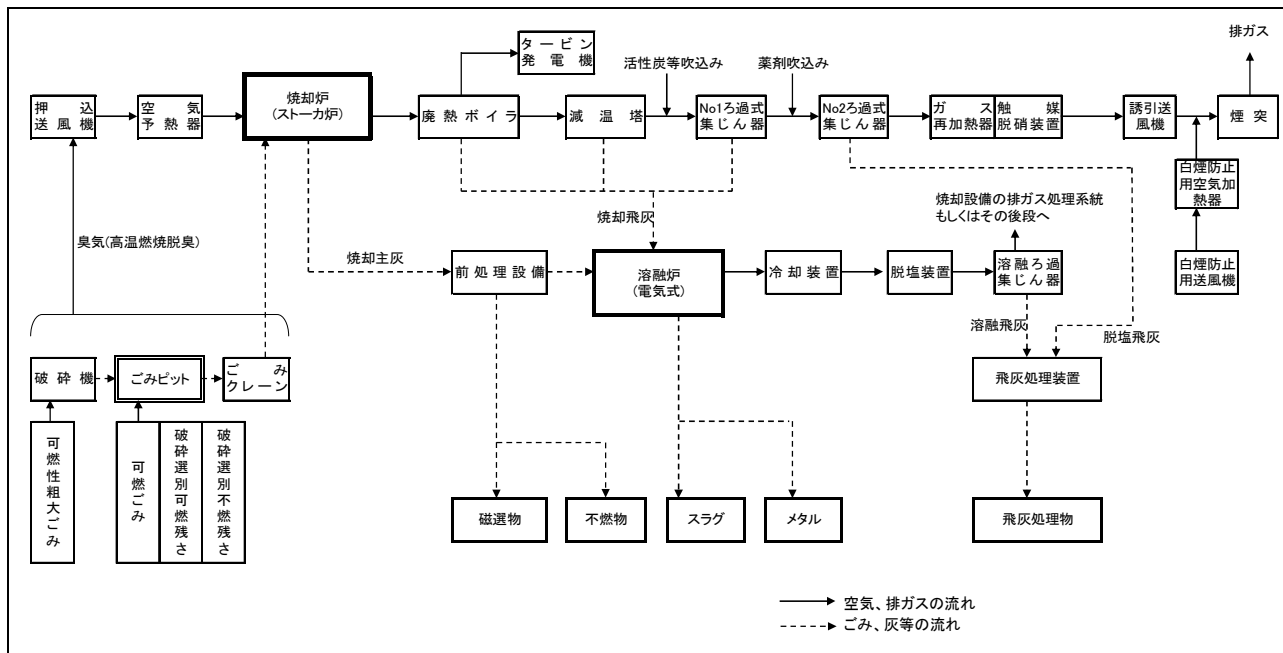 排ガス
タービン
発電機
活性炭等吹込み
薬剤吹込み
押込
送風機
空気
予熱器
焼却炉
(ストーカ炉)
廃熱ボイラ
減温塔
No1ろ過式
集じん器
No2ろ過式
集じん器
ガス
再加熱器
触媒
脱硝装置
誘引送
風機
煙突
白煙防止
用空気加
熱器
白煙防止
用送風機
焼却設備の排ガス処理系統
もしくはその後段へ
焼却飛灰
臭気(高温燃焼脱臭)
焼却主灰
前処理設備
溶融炉
(電気式)
冷却装置
脱塩装置
溶融ろ過
集じん器
溶融飛灰
脱塩飛灰
破砕機
ごみピット
ごみ
クレーン
飛灰処理装置
可燃性粗大ごみ
可燃ごみ
破砕選別可燃残さ
破砕選別不燃残さ
磁選物
不燃物
スラグ
メタル
飛灰処理物
空気、排ガスの流れ
ごみ、灰等の流れ